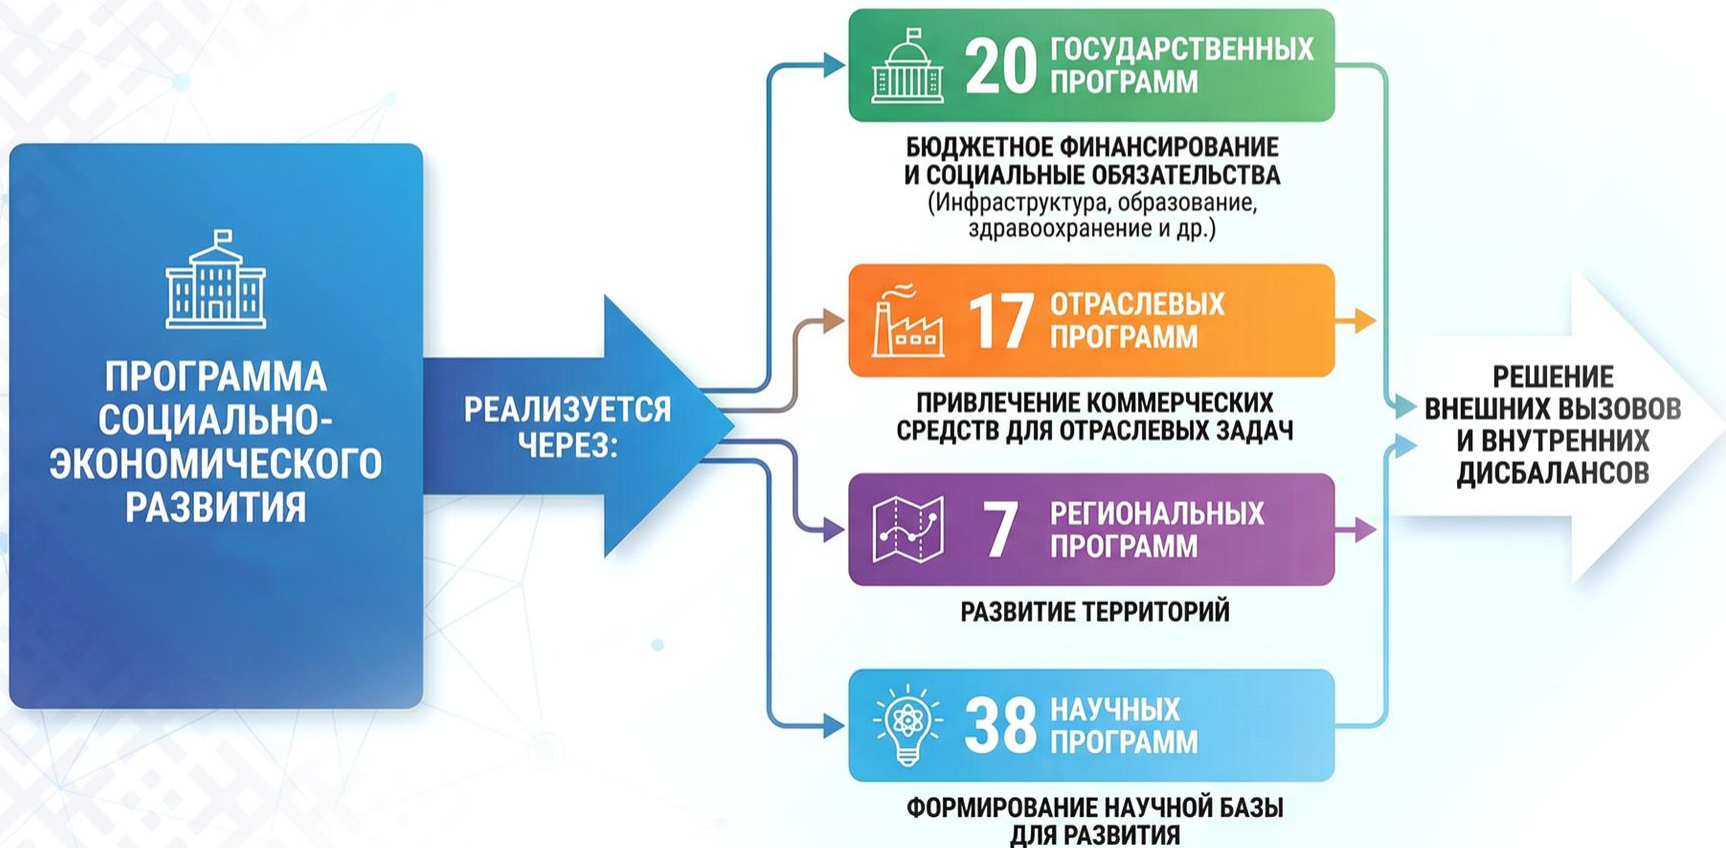 ПРОГРАММА
СОЦИАЛЬНО-
ЭКОНОМИЧЕСКОГО
РАЗВИТИЯ
РЕАЛИЗУЕТСЯ
ЧЕРЕЗ:
20 ГОСУДАРСТВЕННЫХ
ПРОГРАММ
БЮДЖЕТНОЕ ФИНАНСИРОВАНИЕ
И СОЦИАЛЬНЫЕ ОБЯЗАТЕЛЬСТВА
(Инфраструктура, образование,
здравоохранение и др.)
17 ОТРАСЛЕВЫХ
ПРОГРАММ
ПРИВЛЕЧЕНИЕ КОММЕРЧЕСКИХ
СРЕДСТВ ДЛЯ ОТРАСЛЕВЫХ ЗАДАЧ
7 РЕГИОНАЛЬНЫХ
ПРОГРАММ
РАЗВИТИЕ ТЕРРИТОРИЙ
38 НАУЧНЫХ
ПРОГРАММ
ФОРМИРОВАНИЕ НАУЧНОЙ БАЗЫ
ДЛЯ РАЗВИТИЯ
РЕШЕНИЕ
ВНЕШНИХ ВЫЗОВОВ
И ВНУТРЕННИХ
ДИСБАЛАНСОВ